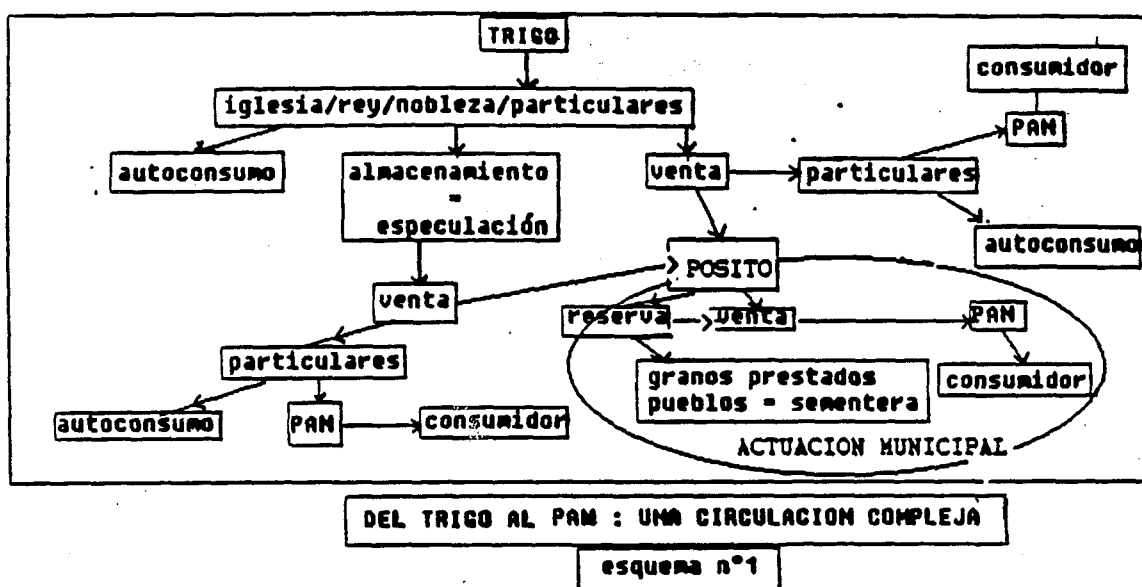 TRIGO
consumidor
iglesia/rey/nobleza/particulares
PAN
autoconsumo
almacenamiento
=
especulación
venta
particulares
autoconsumo
POSITO
venta
reserva
venta
PAN
particulares
granos prestados
pueblos = sementera
consumidor
autoconsumo
PAN
consumidor
ACTUACION MUNICIPAL
DEL TRIGO AL PAN : UNA CIRCULACION COMPLEJA
esquema nº1